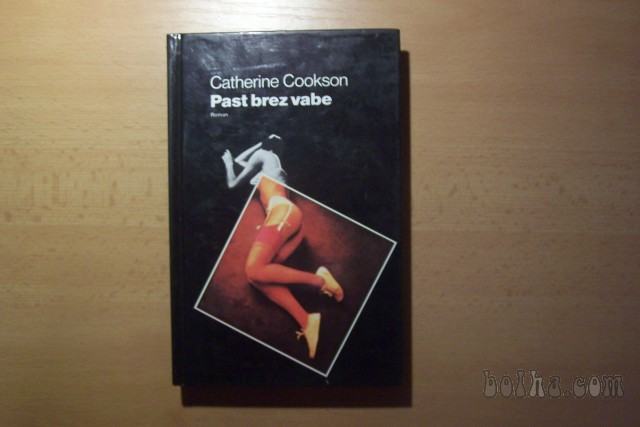 Catherine Cookson
Past brez vabe
Roman
bolha.com